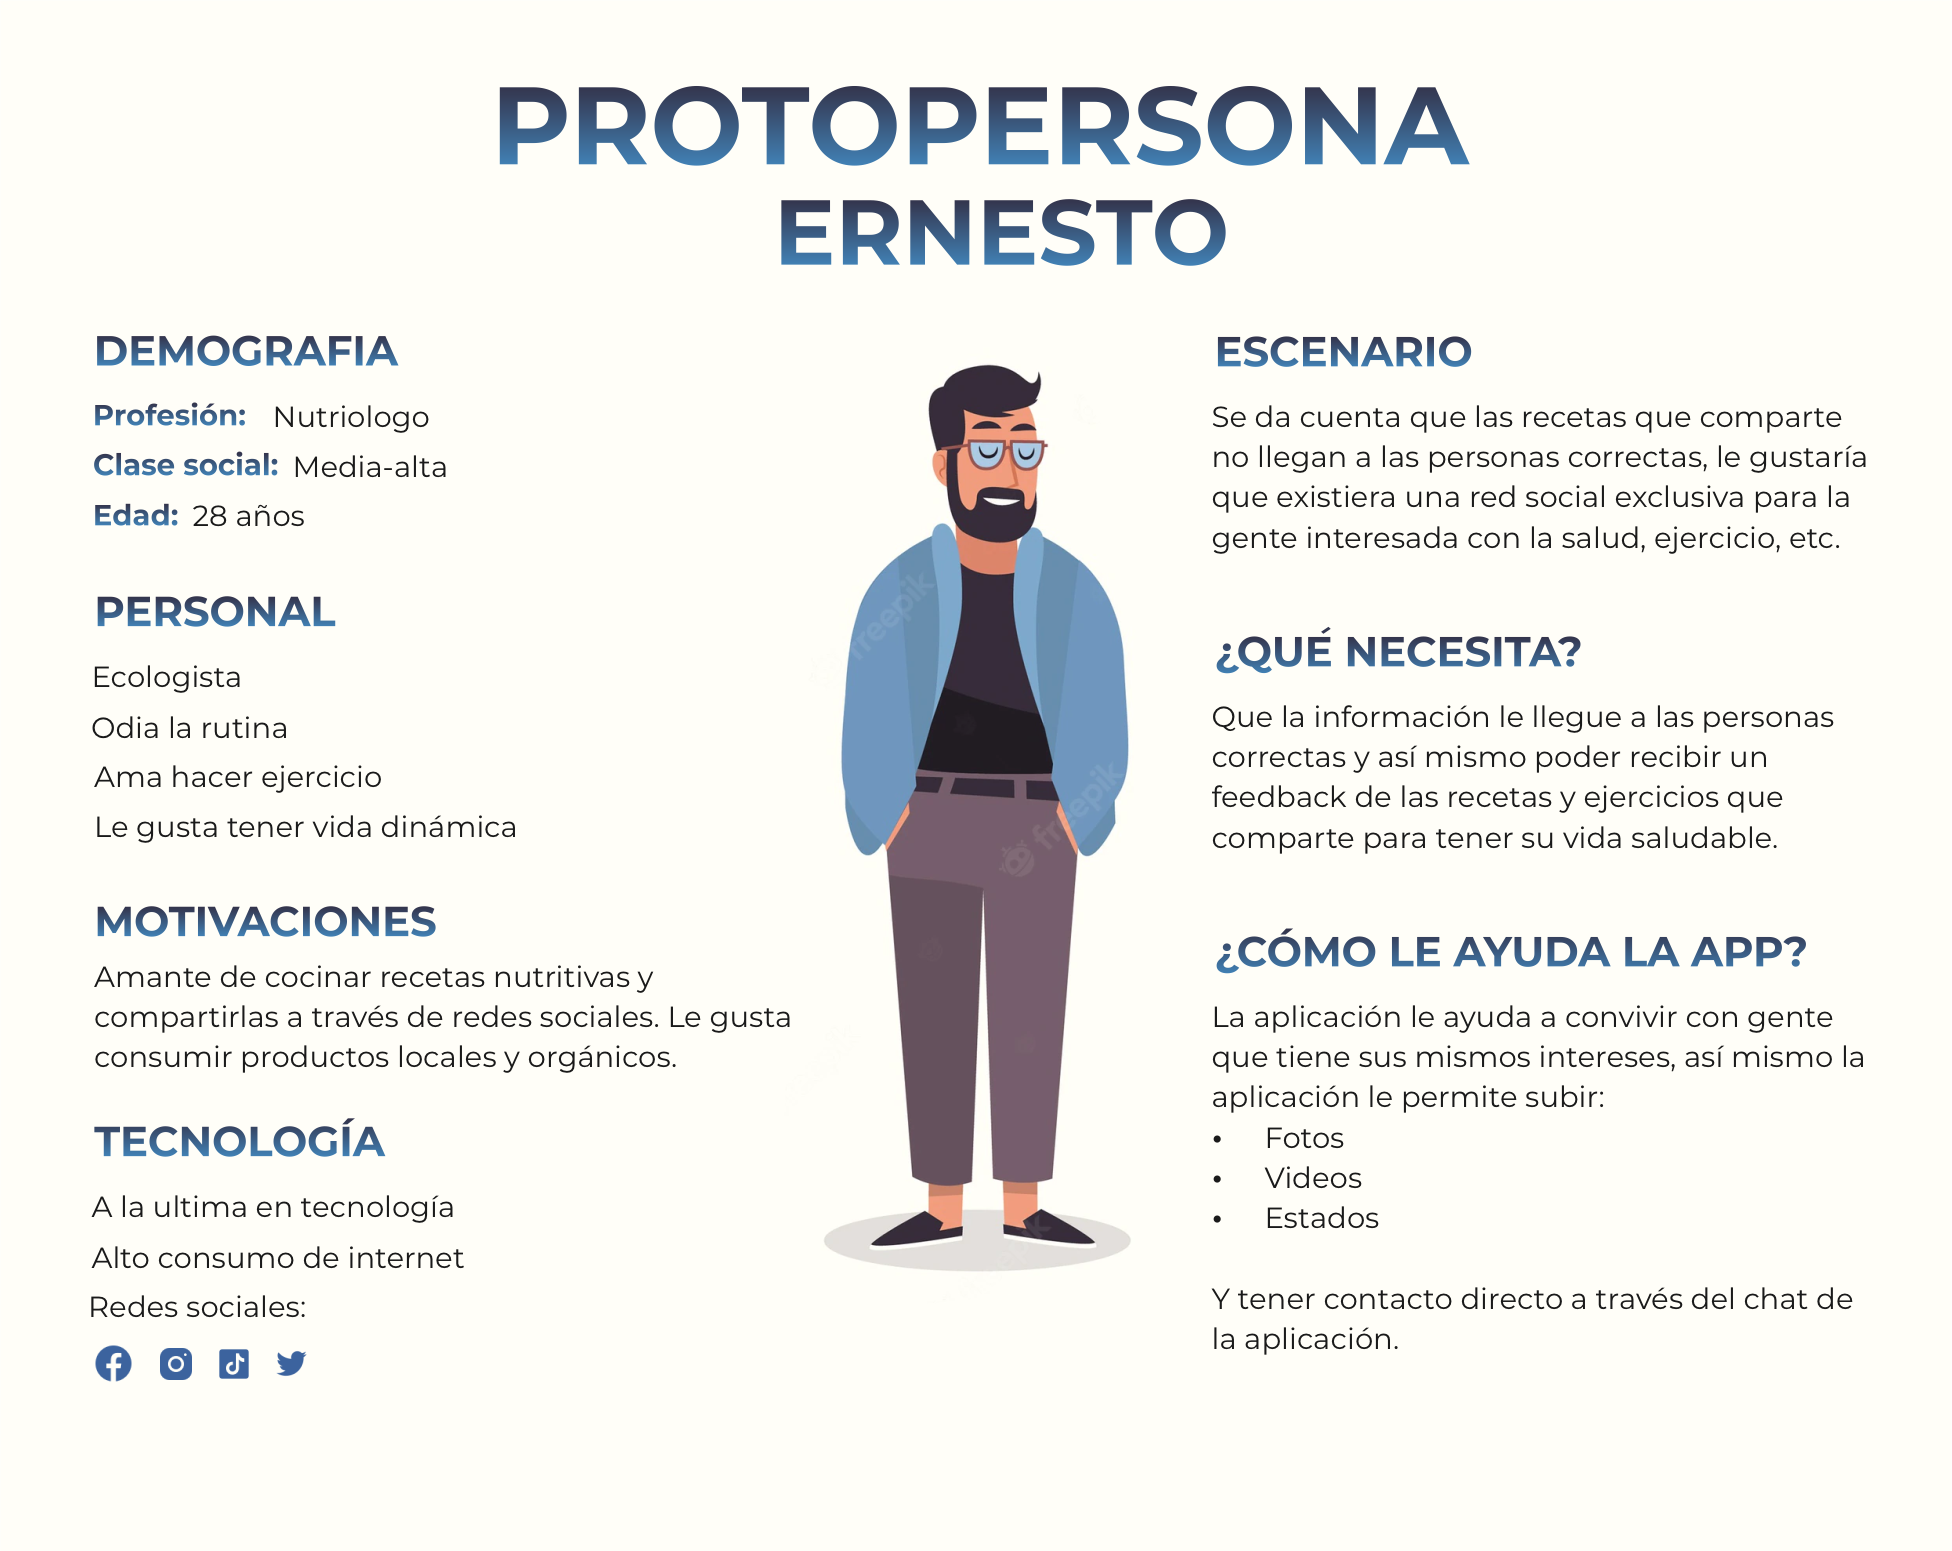 PROTOPERSONA
ERNESTO
DEMOGRAFIA
Profesión: Nutriologo
Clase social: Media-alta
Edad: 28 años
PERSONAL
Ecologista
Odia la rutina
Ama hacer ejercicio
Le gusta tener vida dinámica
MOTIVACIONES
Amante de cocinar recetas nutritivas y
compartirlas a través de redes sociales. Le gusta
consumir productos locales y orgánicos.
TECNOLOGÍA
A la ultima en tecnología
Alto consumo de internet
Redes sociales:
freepik
freepik
freepik
ESCENARIO
Se da cuenta que las recetas que comparte
no llegan a las personas correctas, le gustaría
que existiera una red social exclusiva para la
gente interesada con la salud, ejercicio, etc.
¿QUÉ NECESITA?
Que la información le llegue a las personas
correctas y así mismo poder recibir un
feedback de las recetas y ejercicios que
comparte para tener su vida saludable.
¿CÓMO LE AYUDA LA APP?
La aplicación le ayuda a convivir con gente
que tiene sus mismos intereses, así mismo la
aplicación le permite subir:
• Fotos
• Videos
• Estados
Y tener contacto directo a través del chat de
la aplicación.